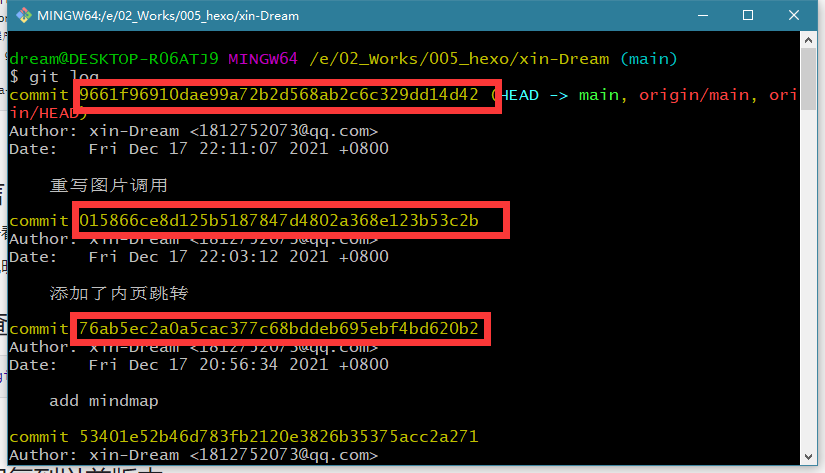 MINGW64:/e/02_Works/005_hexo/xin-Dream
dream@DESKTOP-R06ATJ9 MINGW64 /e/02_Works/005_hexo/xin-Dream (main)
$ git log
commit 9661f96910dae99a72b2d568ab2c6c329dd14d42 (HEAD -> main, origin/main, ori
in/HEAD)
Author: xin-Dream <1812752073@qq.com>
Date:   Fri Dec 17 22:11:07 2021 +0800
重写图片调用
commit 015866ce8d125b5187847d4802a368e123b53c2b
Author: xin-Dream <1812752073@qq.com>
Date:   Fri Dec 17 22:03:12 2021 +0800
添加了内页跳转
commit 76ab5ec2a0a5cac377c68bddeb695ebf4bd620b2
Author: xin-Dream <1812752073@qq.com>
Date:   Fri Dec 17 20:56:34 2021 +0800
add mindmap
commit 53401e52b46d783fb2120e3826b35375acc2a271
Author: xin-Dream <1812752073@qq.com>